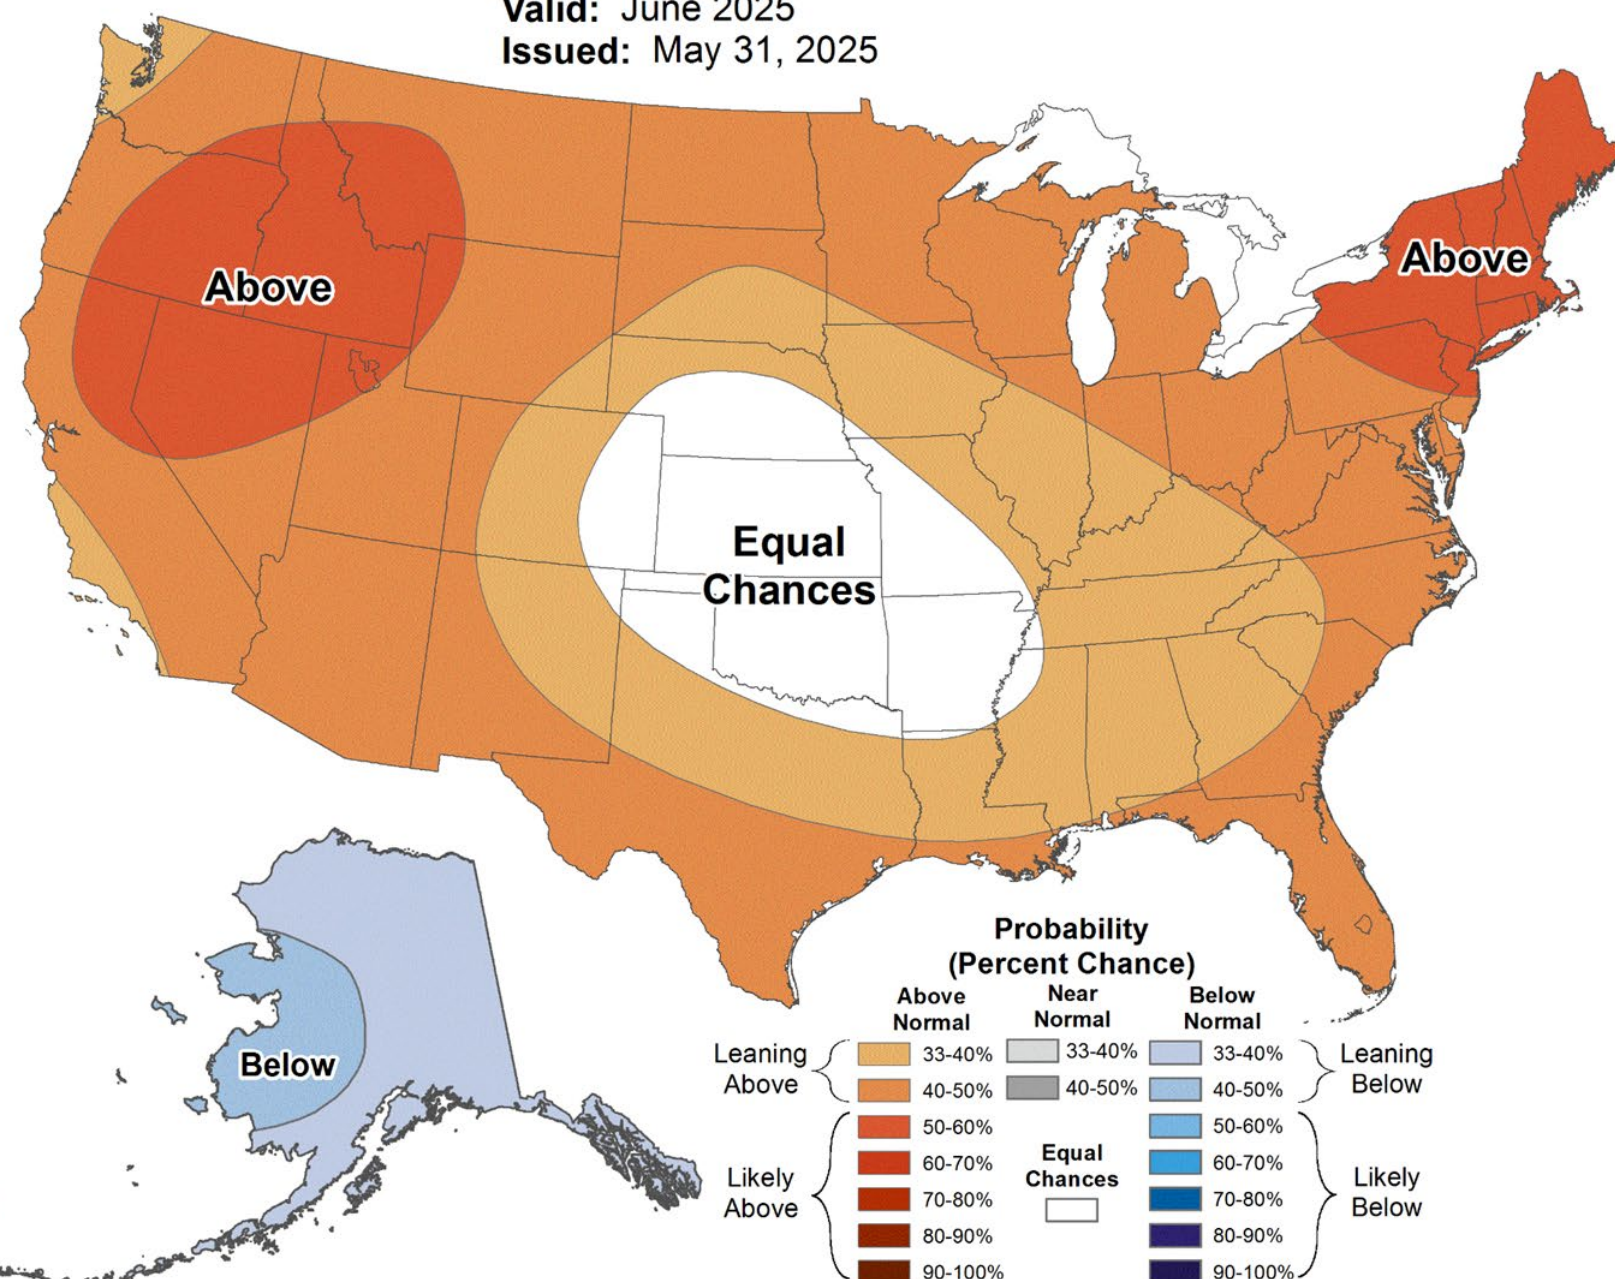 Valid: June 2025
Issued: May 31, 2025
Above
Above
Equal
Chances
Below
Probability
(Percent Chance)
Above
Normal
Near
Normal
Below
Normal
Leaning
Above
33-40%
33-40%
33-40%
Leaning
Below
40-50%
40-50%
40-50%
50-60%
50-60%
Likely
Above
60-70%
Equal
Chances
60-70%
Likely
Below
70-80%
70-80%
80-90%
80-90%
90-100%
90-100%